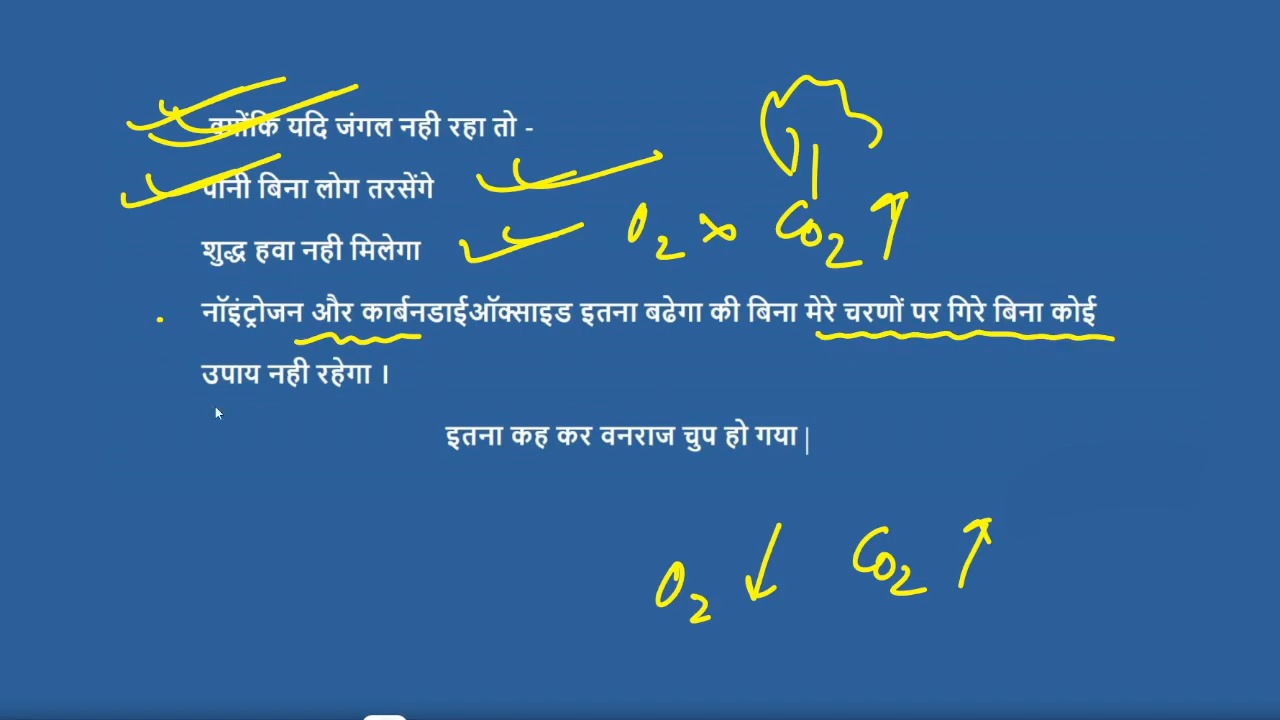 क्योंकि यदि जंगल नही रहा तो -
पानी बिना लोग तरसेंगे
शुद्ध हवा नही मिलेगा
O2 x CO2 ↑
नॉइंट्रोजन और कार्बनडाईऑक्साइड इतना बढेगा की बिना मेरे चरणों पर गिरे बिना कोई
उपाय नही रहेगा ।
इतना कह कर वनराज चुप हो गया |
O2 ↓ CO2 ↑